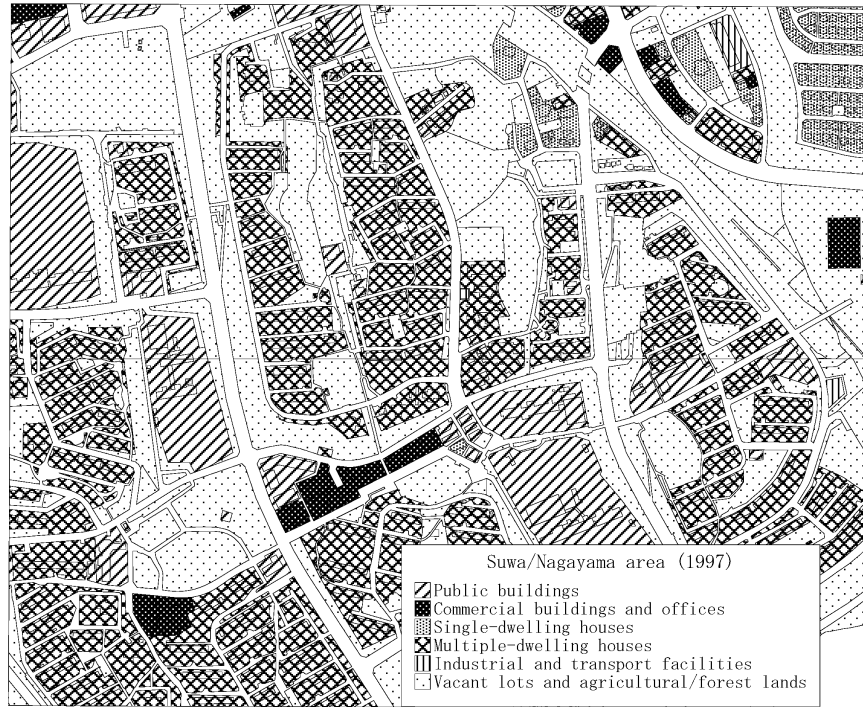 Suwa/Nagayama area (1997)
Public buildings
Commercial buildings and offices
Single-dwelling houses
Multiple-dwelling houses
Industrial and transport facilities
Vacant lots and agricultural/forest lands